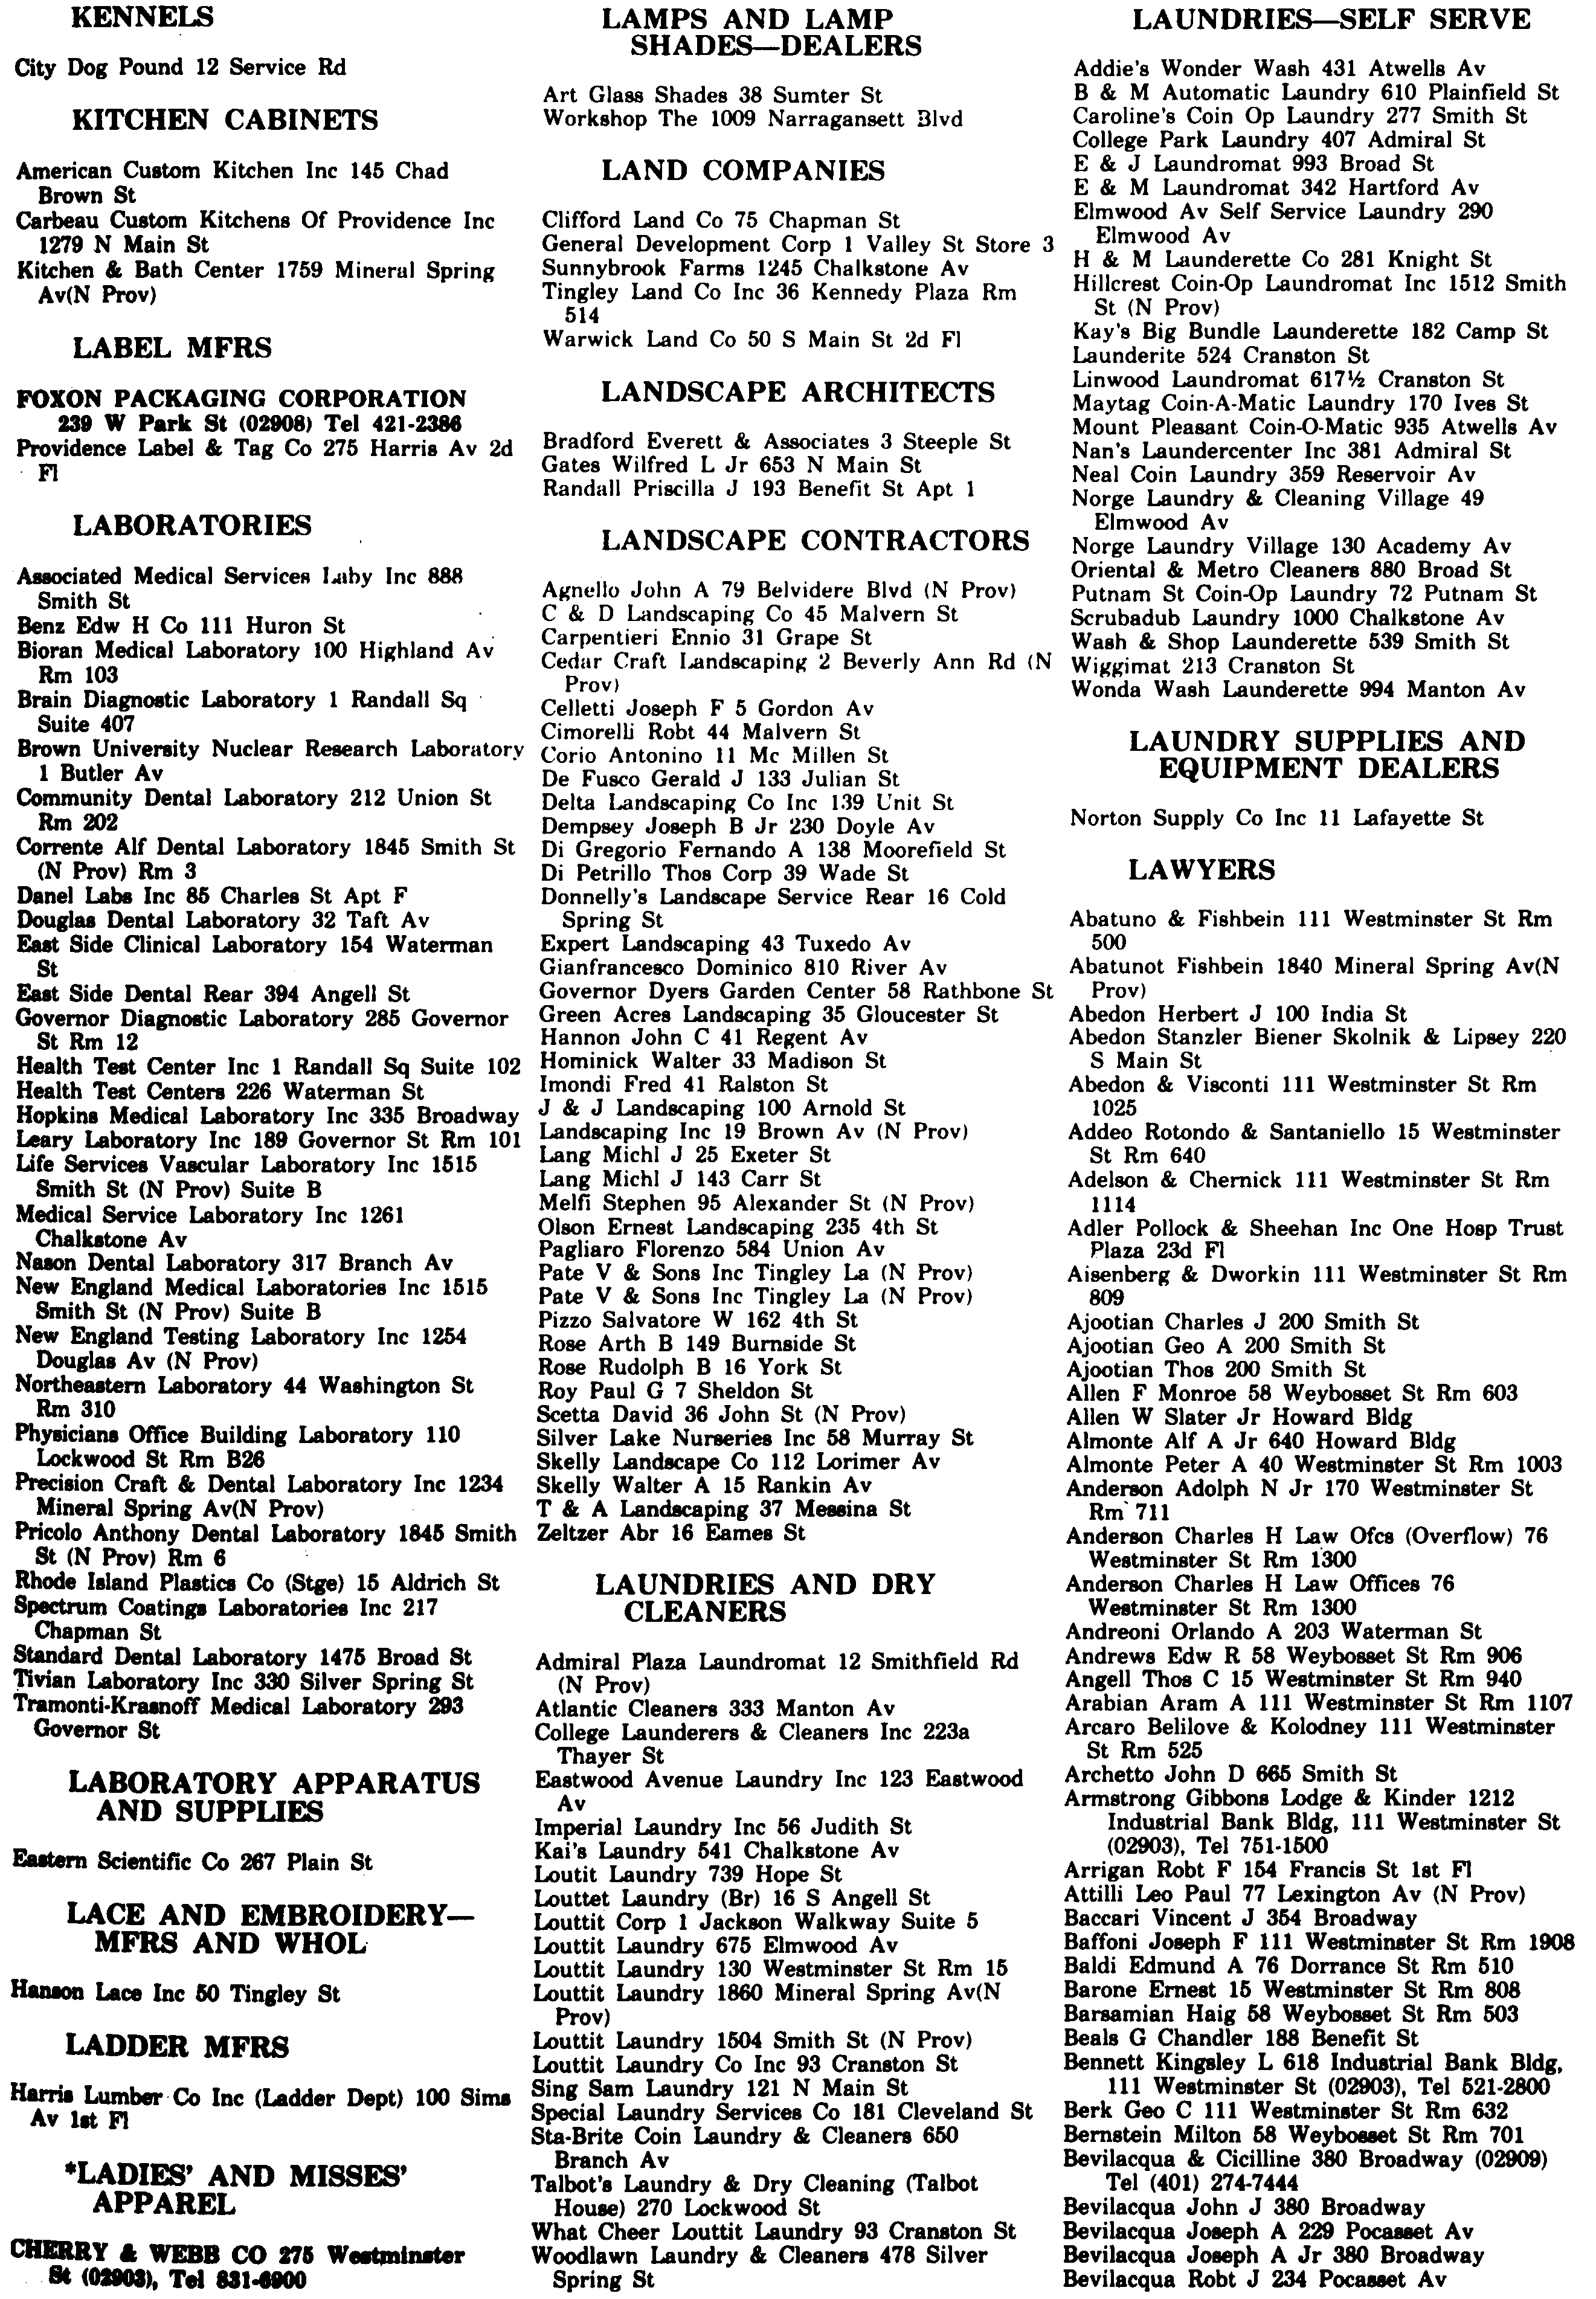 KENNELS
City Dog Pound 12 Service Rd
KITCHEN CABINETS
American Custom Kitchen Inc 145 Chad
Brown St
Carbeau Custom Kitchens Of Providence Inc
1279 N Main St
Kitchen & Bath Center 1759 Mineral Spring
Av(N Prov)
LABEL MFRS
FOXON PACKAGING CORPORATION
239 W Park St (02908) Tel 421-2386
Providence Label & Tag Co 275 Harris Av 2d
Fl
LABORATORIES
Associated Medical Services Laby Inc 888
Smith St
Benz Edw H Co 111 Huron St
Bioran Medical Laboratory 100 Highland Av
Rm 103
Brain Diagnostic Laboratory 1 Randall Sq
Suite 407
Brown University Nuclear Research Laboratory
1 Butler Av
Community Dental Laboratory 212 Union St
Rm 202
Corrente Alf Dental Laboratory 1845 Smith St
(N Prov) Rm 3
Danel Labs Inc 85 Charles St Apt F
Douglas Dental Laboratory 32 Taft Av
East Side Clinical Laboratory 154 Waterman
St
East Side Dental Rear 394 Angell St
Governor Diagnostic Laboratory 285 Governor
St Rm 12
Health Test Center Inc 1 Randall Sq Suite 102
Health Test Centers 226 Waterman St
Hopkins Medical Laboratory Inc 335 Broadway
Leary Laboratory Inc 189 Governor St Rm 101
Life Services Vascular Laboratory Inc 1515
Smith St (N Prov) Suite B
Medical Service Laboratory Inc 1261
Chalkstone Av
Nason Dental Laboratory 317 Branch Av
New England Medical Laboratories Inc 1515
Smith St (N Prov) Suite B
New England Testing Laboratory Inc 1254
Douglas Av (N Prov)
Northeastern Laboratory 44 Washington St
Rm 310
Physicians Office Building Laboratory 110
Lockwood St Rm B26
Precision Craft & Dental Laboratory Inc 1234
Mineral Spring Av(N Prov)
Pricolo Anthony Dental Laboratory 1845 Smith
St (N Prov) Rm 6
Rhode Island Plastics Co (Stge) 15 Aldrich St
Spectrum Coatings Laboratories Inc 217
Chapman St
Standard Dental Laboratory 1475 Broad St
Tivian Laboratory Inc 330 Silver Spring St
Tramonti-Krasnoff Medical Laboratory 293
Governor St
LABORATORY APPARATUS
AND SUPPLIES
Eastern Scientific Co 267 Plain St
LACE AND EMBROIDERY—
MFRS AND WHOL
Hanson Lace Inc 50 Tingley St
LADDER MFRS
Harris Lumber Co Inc (Ladder Dept) 100 Sims
Av 1st Fl
*LADIES' AND MISSES'
APPAREL
CHERRY & WEBB CO 275 Westminster
St (02903), Tel 831-6900
LAMPS AND LAMP
SHADES—DEALERS
Art Glass Shades 38 Sumter St
Workshop The 1009 Narragansett Blvd
LAND COMPANIES
Clifford Land Co 75 Chapman St
General Development Corp 1 Valley St Store 3
Sunnybrook Farms 1245 Chalkstone Av
Tingley Land Co Inc 36 Kennedy Plaza Rm
514
Warwick Land Co 50 S Main St 2d Fl
LANDSCAPE ARCHITECTS
Bradford Everett & Associates 3 Steeple St
Gates Wilfred L Jr 653 N Main St
Randall Priscilla J 193 Benefit St Apt 1
LANDSCAPE CONTRACTORS
Agnello John A 79 Belvidere Blvd (N Prov)
C & D Landscaping Co 45 Malvern St
Carpentieri Ennio 31 Grape St
Cedar Craft Landscaping 2 Beverly Ann Rd (N
Prov)
Celletti Joseph F 5 Gordon Av
Cimorelli Robt 44 Malvern St
Corio Antonino 11 Mc Millen St
De Fusco Gerald J 133 Julian St
Delta Landscaping Co Inc 139 Unit St
Dempsey Joseph B Jr 230 Doyle Av
Di Gregorio Fernando A 138 Moorefield St
Di Petrillo Thos Corp 39 Wade St
Donnelly's Landscape Service Rear 16 Cold
Spring St
Expert Landscaping 43 Tuxedo Av
Gianfrancesco Dominico 810 River Av
Governor Dyers Garden Center 58 Rathbone St
Green Acres Landscaping 35 Gloucester St
Hannon John C 41 Regent Av
Hominick Walter 33 Madison St
Imondi Fred 41 Ralston St
J & J Landscaping 100 Arnold St
Landscaping Inc 19 Brown Av (N Prov)
Lang Michl J 25 Exeter St
Lang Michl J 143 Carr St
Melfi Stephen 95 Alexander St (N Prov)
Olson Ernest Landscaping 235 4th St
Pagliaro Florenzo 584 Union Av
Pate V & Sons Inc Tingley La (N Prov)
Pate V & Sons Inc Tingley La (N Prov)
Pizzo Salvatore W 162 4th St
Rose Arth B 149 Burnside St
Rose Rudolph B 16 York St
Roy Paul G 7 Sheldon St
Scetta David 36 John St (N Prov)
Silver Lake Nurseries Inc 58 Murray St
Skelly Landscape Co 112 Lorimer Av
Skelly Walter A 15 Rankin Av
T & A Landscaping 37 Messina St
Zeltzer Abr 16 Eames St
LAUNDRIES AND DRY
CLEANERS
Admiral Plaza Laundromat 12 Smithfield Rd
(N Prov)
Atlantic Cleaners 333 Manton Av
College Launderers & Cleaners Inc 223a
Thayer St
Eastwood Avenue Laundry Inc 123 Eastwood
Av
Imperial Laundry Inc 56 Judith St
Kai's Laundry 541 Chalkstone Av
Loutit Laundry 739 Hope St
Louttet Laundry (Br) 16 S Angell St
Louttit Corp 1 Jackson Walkway Suite 5
Louttit Laundry 675 Elmwood Av
Louttit Laundry 130 Westminster St Rm 15
Louttit Laundry 1860 Mineral Spring Av(N
Prov)
Louttit Laundry 1504 Smith St (N Prov)
Louttit Laundry Co Inc 93 Cranston St
Sing Sam Laundry 121 N Main St
Special Laundry Services Co 181 Cleveland St
Sta-Brite Coin Laundry & Cleaners 650
Branch Av
Talbot's Laundry & Dry Cleaning (Talbot
House) 270 Lockwood St
What Cheer Louttit Laundry 93 Cranston St
Woodlawn Laundry & Cleaners 478 Silver
Spring St
LAUNDRIES—SELF SERVE
Addie's Wonder Wash 431 Atwells Av
B & M Automatic Laundry 610 Plainfield St
Caroline's Coin Op Laundry 277 Smith St
College Park Laundry 407 Admiral St
E & J Laundromat 993 Broad St
E & M Laundromat 342 Hartford Av
Elmwood Av Self Service Laundry 290
Elmwood Av
H & M Launderette Co 281 Knight St
Hillcrest Coin-Op Laundromat Inc 1512 Smith
St (N Prov)
Kay's Big Bundle Launderette 182 Camp St
Launderite 524 Cranston St
Linwood Laundromat 617½ Cranston St
Maytag Coin-A-Matic Laundry 170 Ives St
Mount Pleasant Coin-O-Matic 935 Atwells Av
Nan's Laundercenter Inc 381 Admiral St
Neal Coin Laundry 359 Reservoir Av
Norge Laundry & Cleaning Village 49
Elmwood Av
Norge Laundry Village 130 Academy Av
Oriental & Metro Cleaners 880 Broad St
Putnam St Coin-Op Laundry 72 Putnam St
Scrubadub Laundry 1000 Chalkstone Av
Wash & Shop Launderette 539 Smith St
Wiggimat 213 Cranston St
Wonda Wash Launderette 994 Manton Av
LAUNDRY SUPPLIES AND
EQUIPMENT DEALERS
Norton Supply Co Inc 11 Lafayette St
LAWYERS
Abatuno & Fishbein 111 Westminster St Rm
500
Abatunot Fishbein 1840 Mineral Spring Av(N
Prov)
Abedon Herbert J 100 India St
Abedon Stanzler Biener Skolnik & Lipsey 220
S Main St
Abedon & Visconti 111 Westminster St Rm
1025
Addeo Rotondo & Santaniello 15 Westminster
St Rm 640
Adelson & Chernick 111 Westminster St Rm
1114
Adler Pollock & Sheehan Inc One Hosp Trust
Plaza 23d Fl
Aisenberg & Dworkin 111 Westminster St Rm
809
Ajootian Charles J 200 Smith St
Ajootian Geo A 200 Smith St
Ajootian Thos 200 Smith St
Allen F Monroe 58 Weybosset St Rm 603
Allen W Slater Jr Howard Bldg
Almonte Alf A Jr 640 Howard Bldg
Almonte Peter A 40 Westminster St Rm 1003
Anderson Adolph N Jr 170 Westminster St
Rm 711
Anderson Charles H Law Ofcs (Overflow) 76
Westminster St Rm 1300
Anderson Charles H Law Offices 76
Westminster St Rm 1300
Andreoni Orlando A 203 Waterman St
Andrews Edw R 58 Weybosset St Rm 906
Angell Thos C 15 Westminster St Rm 940
Arabian Aram A 111 Westminster St Rm 1107
Arcaro Belilove & Kolodney 111 Westminster
St Rm 525
Archetto John D 665 Smith St
Armstrong Gibbons Lodge & Kinder 1212
Industrial Bank Bldg, 111 Westminster St
(02903), Tel 751-1500
Arrigan Robt F 154 Francis St 1st Fl
Attilli Leo Paul 77 Lexington Av (N Prov)
Baccari Vincent J 354 Broadway
Baffoni Joseph F 111 Westminster St Rm 1908
Baldi Edmund A 76 Dorrance St Rm 510
Barone Ernest 15 Westminster St Rm 808
Barsamian Haig 58 Weybosset St Rm 503
Beals G Chandler 188 Benefit St
Bennett Kingsley L 618 Industrial Bank Bldg,
111 Westminster St (02903), Tel 521-2800
Berk Geo C 111 Westminster St Rm 632
Bernstein Milton 58 Weybosset St Rm 701
Bevilacqua & Cicilline 380 Broadway (02909)
Tel (401) 274-7444
Bevilacqua John J 380 Broadway
Bevilacqua Joseph A 229 Pocasset Av
Bevilacqua Joseph A Jr 380 Broadway
Bevilacqua Robt J 234 Pocasset Av